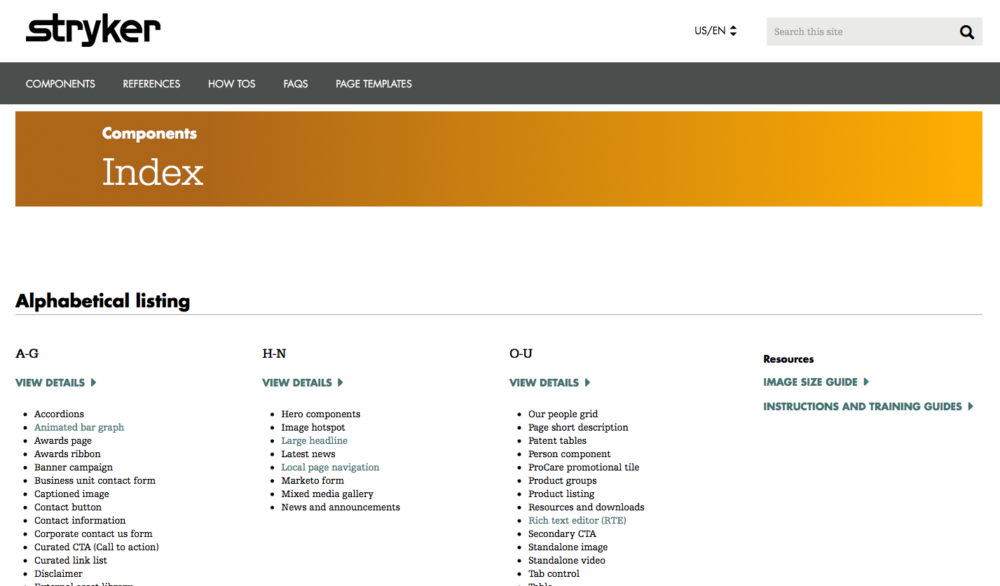 stryker
US/EN
Search this site
COMPONENTS
REFERENCES
HOW TOS
FAQS
PAGE TEMPLATES
Components
Index
Alphabetical listing
A-G
VIEW DETAILS
Accordions
Animated bar graph
Awards page
Awards ribbon
Banner campaign
Business unit contact form
Captioned image
Contact button
Contact information
Corporate contact us form
Curated CTA (Call to action)
Curated link list
Disclaimer
External asset library
H-N
VIEW DETAILS
Hero components
Image hotspot
Large headline
Latest news
Local page navigation
Marketo form
Mixed media gallery
News and announcements
O-U
VIEW DETAILS
Our people grid
Page short description
Patent tables
Person component
ProCare promotional tile
Product groups
Product listing
Resources and downloads
Rich text editor (RTE)
Secondary CTA
Standalone image
Standalone video
Tab control
Table
Resources
IMAGE SIZE GUIDE
INSTRUCTIONS AND TRAINING GUIDES